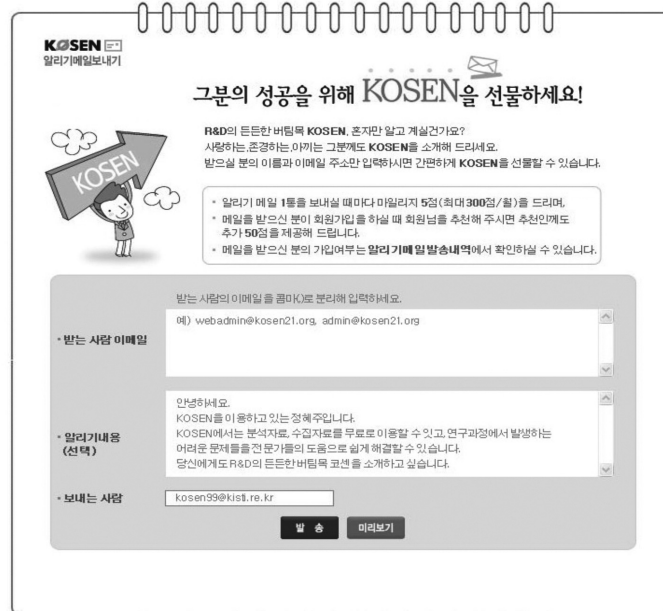 KOSEN
알리기메일보내기
그분의 성공을 위해 KOSEN을 선물하세요!
KOSEN
R&D의 든든한 버팀목 KOSEN, 혼자만 알고 계실건가요?
사랑하는,존경하는,아끼는 그분께도 KOSEN을 소개해 드리세요.
받으실 분의 이름과 이메일 주소만 입력하시면 간편하게 KOSEN을 선물할 수 있습니다.
• 알리기 메일 1통을 보내실 때마다 마일리지 5점(최대 300점/월)을 드리며,
• 메일을 받으신 분이 회원가입을 하실 때 회원님을 추천해 주시면 추천인께도
추가 50점을 제공해 드립니다.
• 메일을 받으신 분의 가입여부는 알리기메일발송내역에서 확인하실 수 있습니다.
받는 사람의 이메일을 콤마(,)로 분리해 입력하세요.
• 받는 사람 이메일
예) webadmin@kosen21.org, admin@kosen21.org
• 알리기내용
(선택)
안녕하세요.
KOSEN을 이용하고 있는 정혜주입니다.
KOSEN에서는 분석자료, 수집자료를 무료로 이용할 수 잇고, 연구과정에서 발생하는
어려운 문제들을 전문가들의 도움으로 쉽게 해결할 수 있습니다.
당신에게도 R&D의 든든한 버팀목 코센을 소개하고 싶습니다.
• 보내는 사람
kosen99@kisti.re.kr
발 송
미리보기